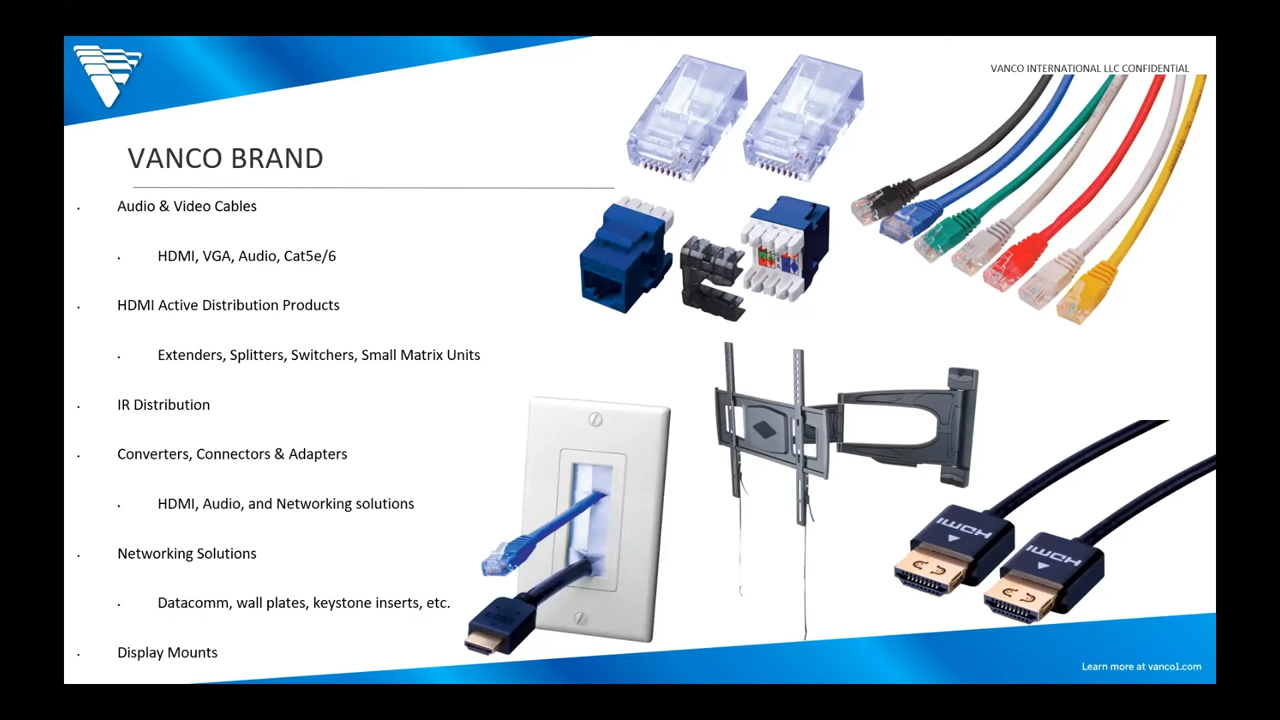 VANCO INTERNATIONAL LLC CONFIDENTIAL
VANCO BRAND
· Audio & Video Cables
· HDMI, VGA, Audio, Cat5e/6
· HDMI Active Distribution Products
· Extenders, Splitters, Switchers, Small Matrix Units
· IR Distribution
· Converters, Connectors & Adapters
· HDMI, Audio, and Networking solutions
· Networking Solutions
· Datacomm, wall plates, keystone inserts, etc.
· Display Mounts
HDMI
HDMI
Learn more at vanco1.com